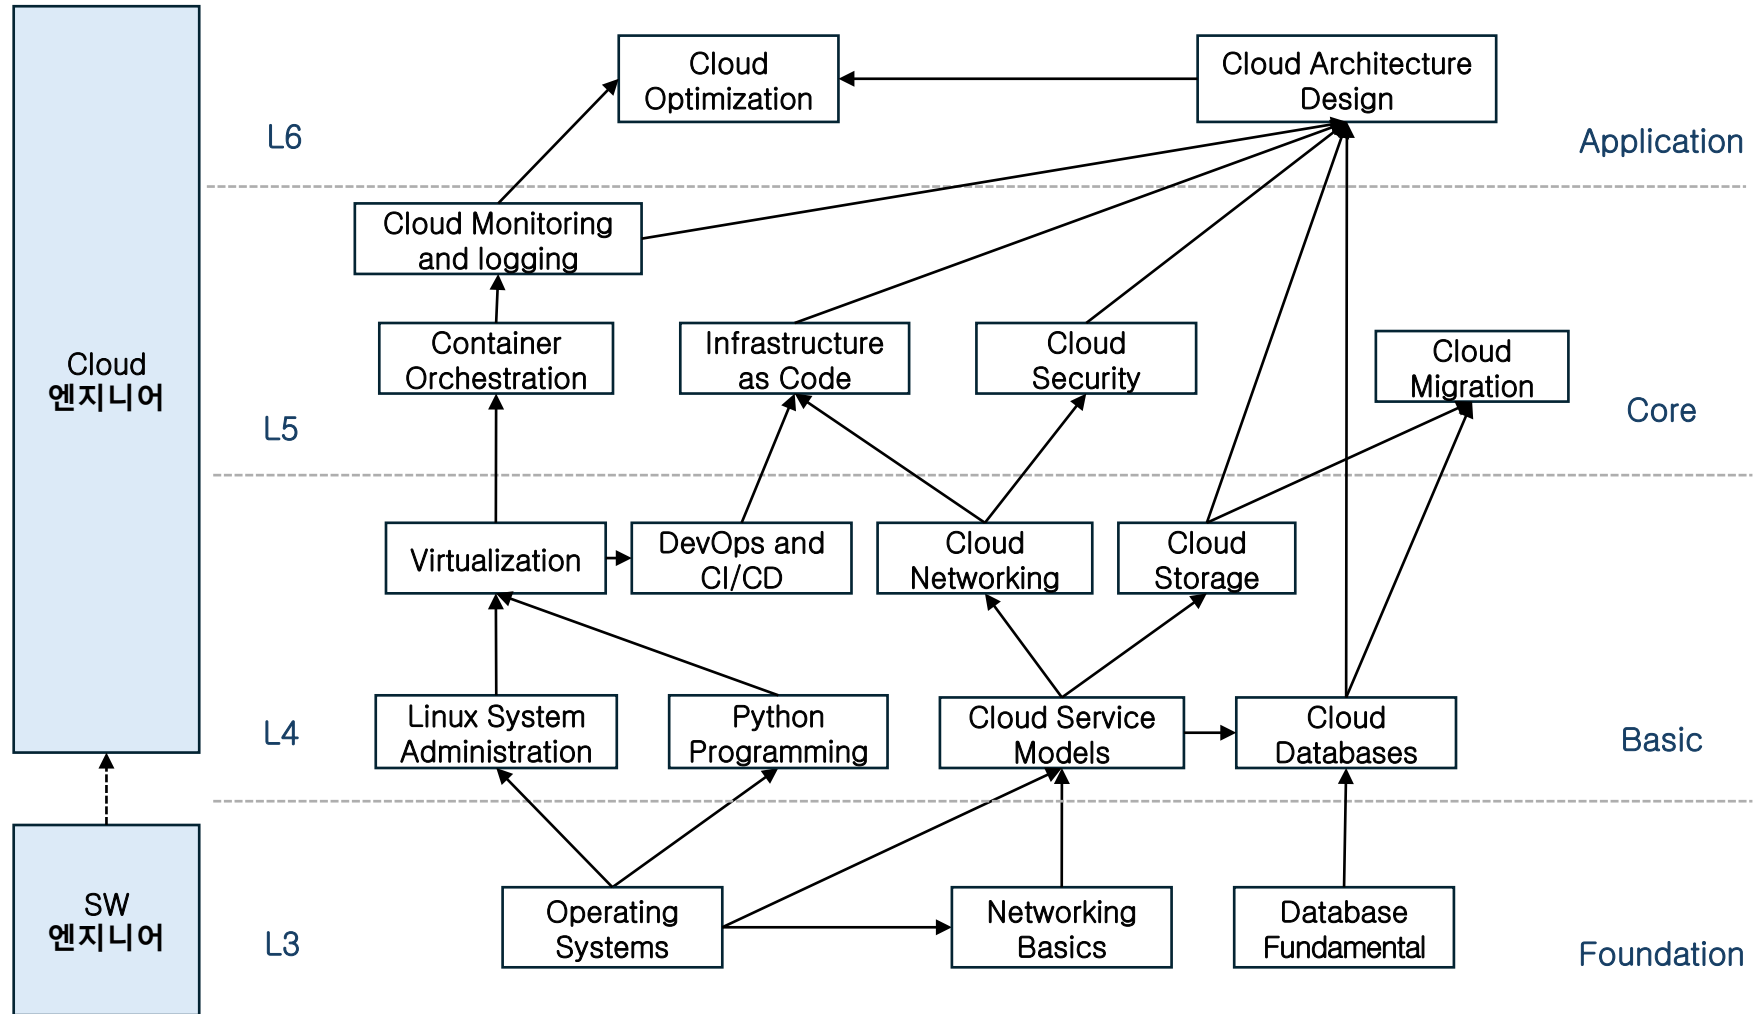 Cloud
Optimization
Cloud Architecture
Design
L6
Application
Cloud Monitoring
and logging
Container
Orchestration
Infrastructure
as Code
Cloud
Security
Cloud
Migration
Cloud
엔지니어
L5
Core
Virtualization
DevOps and
CI/CD
Cloud
Networking
Cloud
Storage
Linux System
Administration
Python
Programming
Cloud Service
Models
Cloud
Databases
L4
Basic
SW
엔지니어
Operating
Systems
Networking
Basics
Database
Fundamental
L3
Foundation